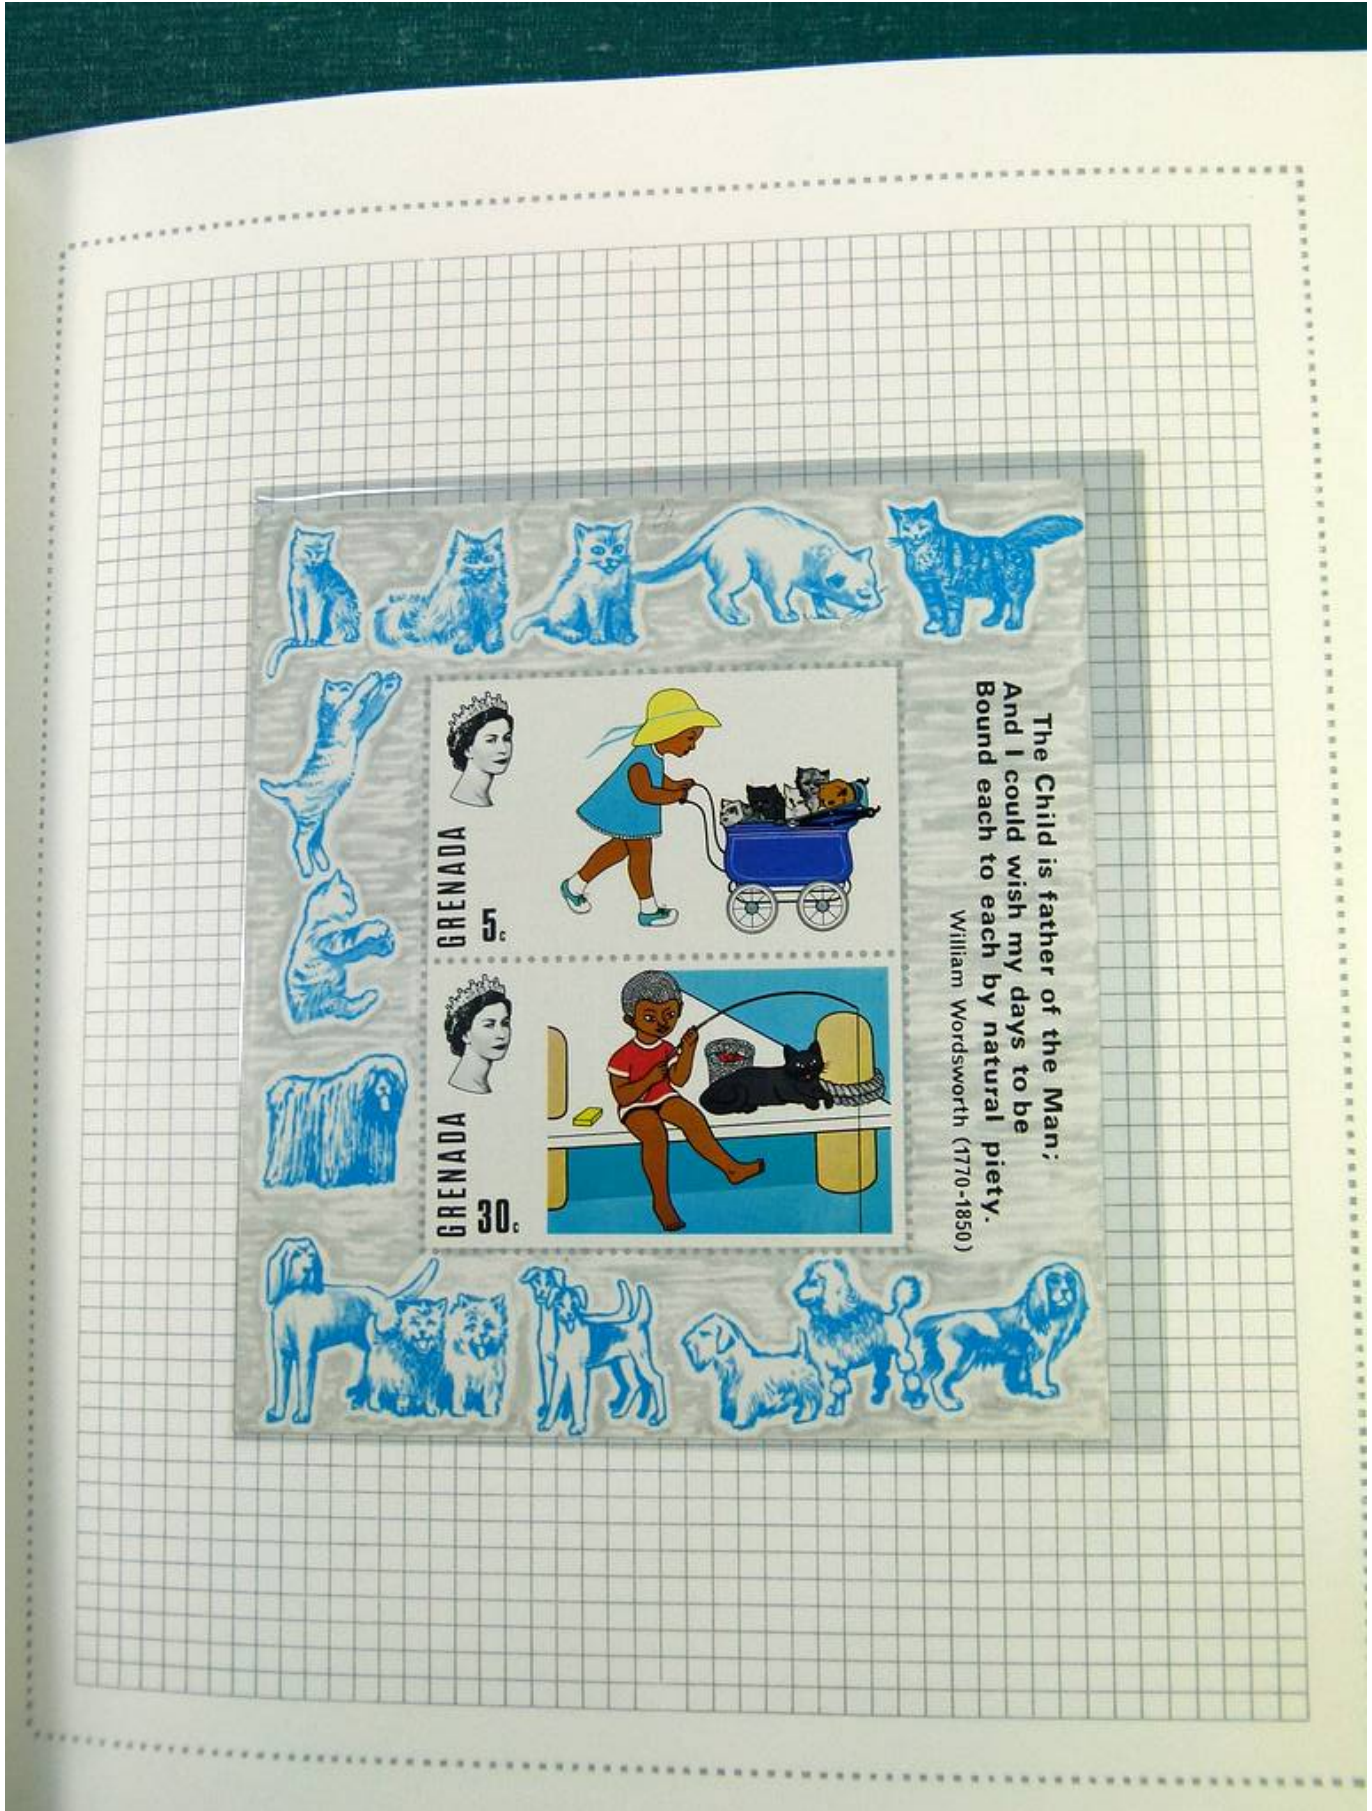 The Child is father of the Man;
And I could wish my days to be
Bound each to each by natural piety.
William Wordsworth (1770-1850)
GRENADA
5c
GRENADA
30c